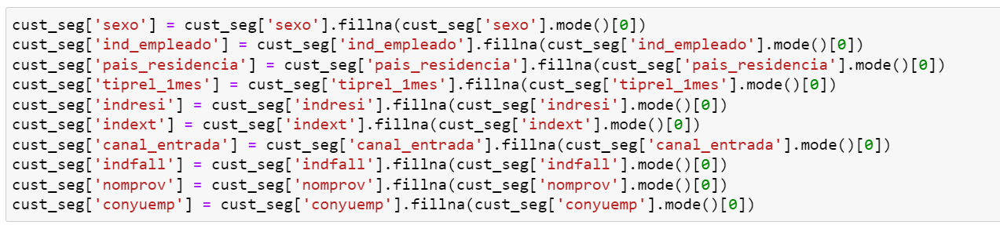 cust_seg['sexo'] = cust_seg['sexo'].fillna(cust_seg['sexo'].mode()[0])
cust_seg['ind_empleado'] = cust_seg['ind_empleado'].fillna(cust_seg['ind_empleado'].mode()[0])
cust_seg['pais_residencia'] = cust_seg['pais_residencia'].fillna(cust_seg['pais_residencia'].mode()[0])
cust_seg['tiprel_1mes'] = cust_seg['tiprel_1mes'].fillna(cust_seg['tiprel_1mes'].mode()[0])
cust_seg['indresi'] = cust_seg['indresi'].fillna(cust_seg['indresi'].mode()[0])
cust_seg['indext'] = cust_seg['indext'].fillna(cust_seg['indext'].mode()[0])
cust_seg['canal_entrada'] = cust_seg['canal_entrada'].fillna(cust_seg['canal_entrada'].mode()[0])
cust_seg['indfall'] = cust_seg['indfall'].fillna(cust_seg['indfall'].mode()[0])
cust_seg['nomprov'] = cust_seg['nomprov'].fillna(cust_seg['nomprov'].mode()[0])
cust_seg['conyuemp'] = cust_seg['conyuemp'].fillna(cust_seg['conyuemp'].mode()[0])